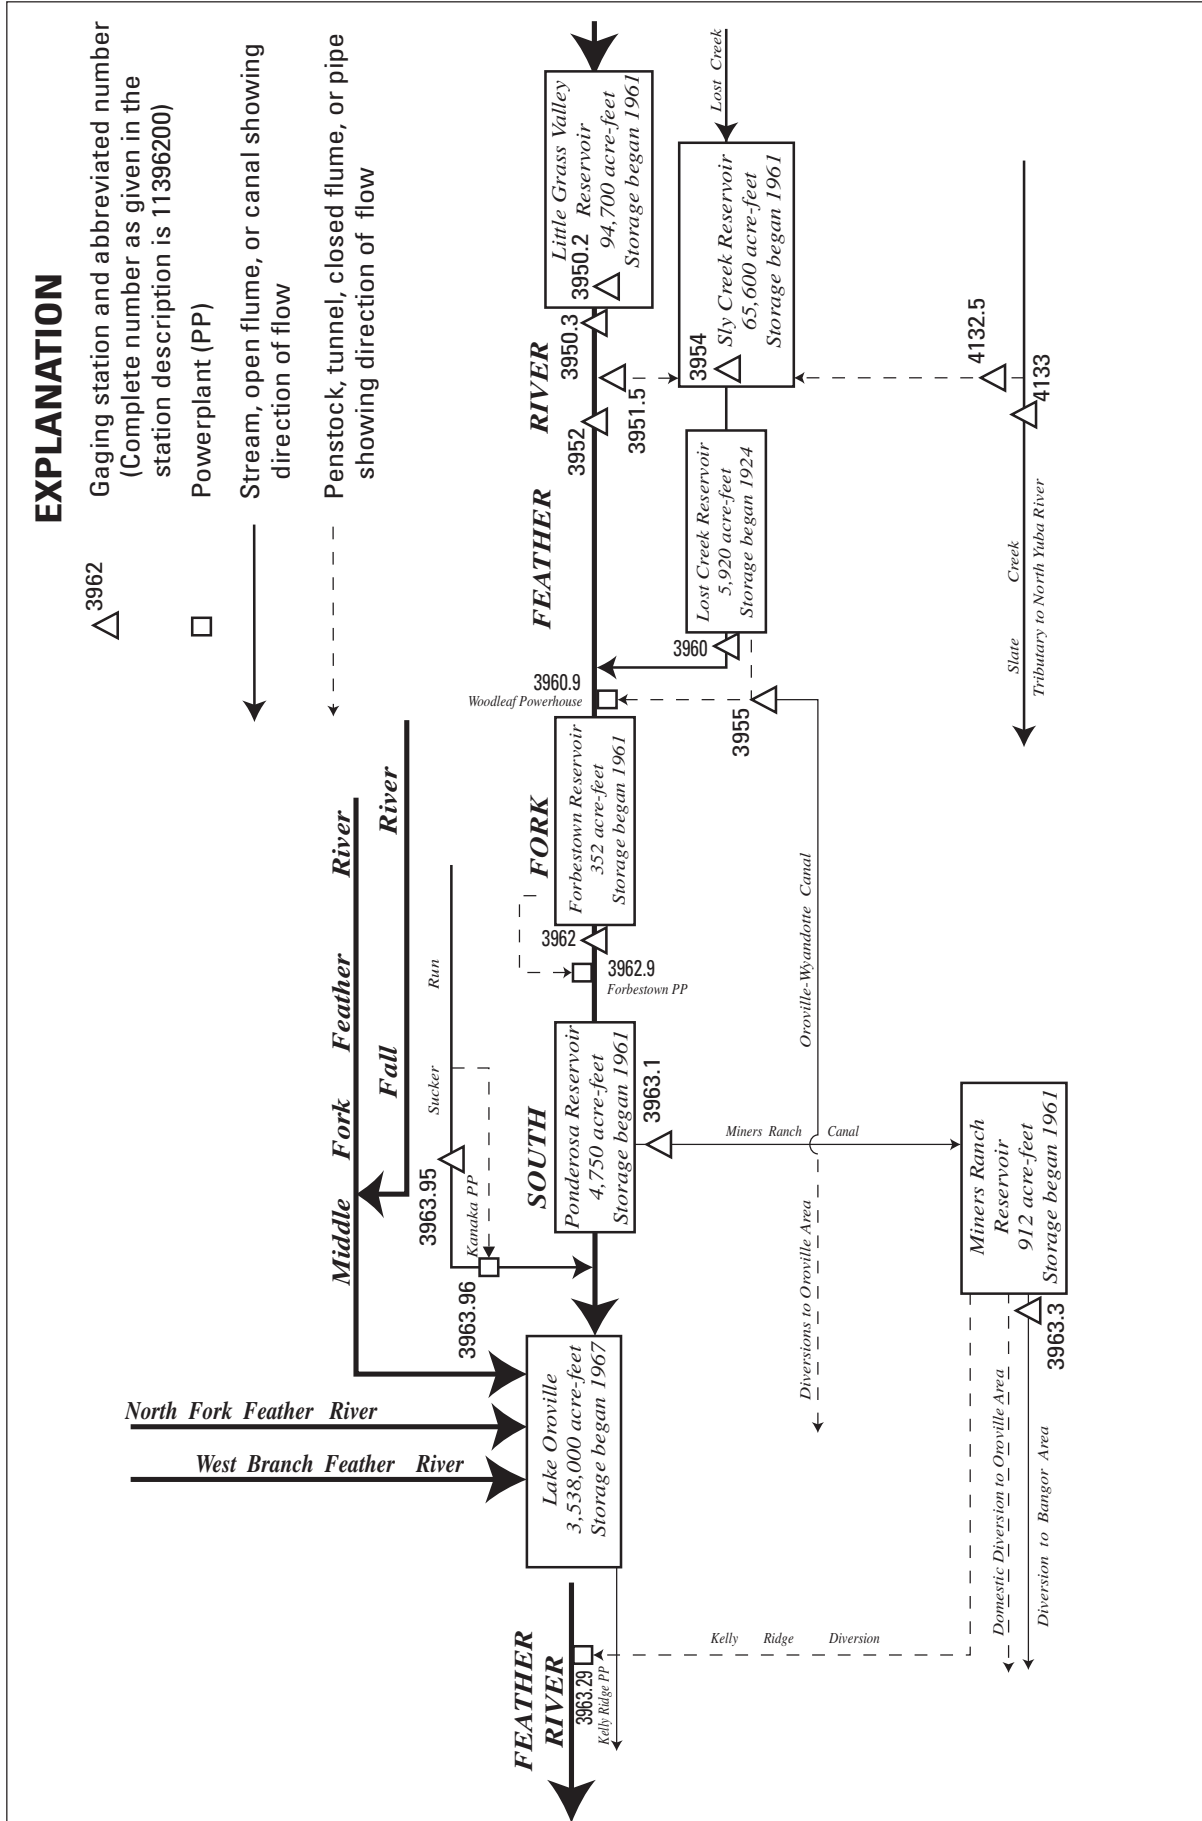 EXPLANATION
3962
Gaging station and abbreviated number
(Complete number as given in the
station description is 11396200)
Powerplant (PP)
Stream, open flume, or canal showing
direction of flow
Penstock, tunnel, closed flume, or pipe
showing direction of flow
West Branch Feather River
North Fork Feather River
Middle Fork Feather River
Fall River
Sucker Run
3963.95
Kanaka PP
3963.96
FEATHER
RIVER
3963.29
Kelly Ridge PP
Lake Oroville
3,538,000 acre-feet
Storage began 1967
SOUTH FORK FEATHER RIVER
Ponderosa Reservoir
4,750 acre-feet
Storage began 1961
3963.1
3962.9
Forbestown PP
3962
Forbestown Reservoir
352 acre-feet
Storage began 1961
3960.9
Woodleaf Powerhouse
3952
3951.5
3950.3
Little Grass Valley
3950.2 Reservoir
94,700 acre-feet
Storage began 1961
3960
3955
Lost Creek Reservoir
5,920 acre-feet
Storage began 1924
3954
Sly Creek Reservoir
65,600 acre-feet
Storage began 1961
Lost Creek
Kelly Ridge Diversion
Miners Ranch Canal
Diversions to Oroville Area
Oroville-Wyandotte Canal
Miners Ranch
Reservoir
912 acre-feet
Storage began 1961
3963.3
Domestic Diversion to Oroville Area
Diversion to Bangor Area
4132.5
4133
Slate Creek
Tributary to North Yuba River